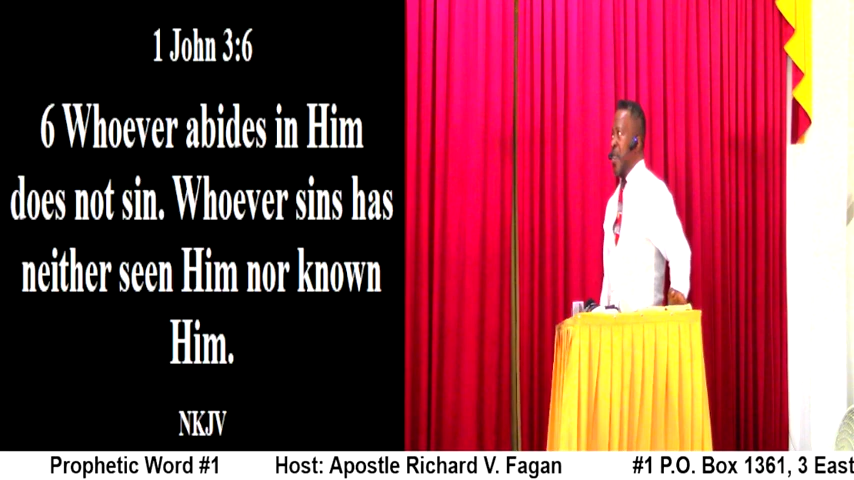 1 John 3:6
6 Whoever abides in Him
does not sin. Whoever sins has
neither seen Him nor known
Him.
NKJV
Prophetic Word #1 Host: Apostle Richard V. Fagan #1 P.O. Box 1361, 3 East